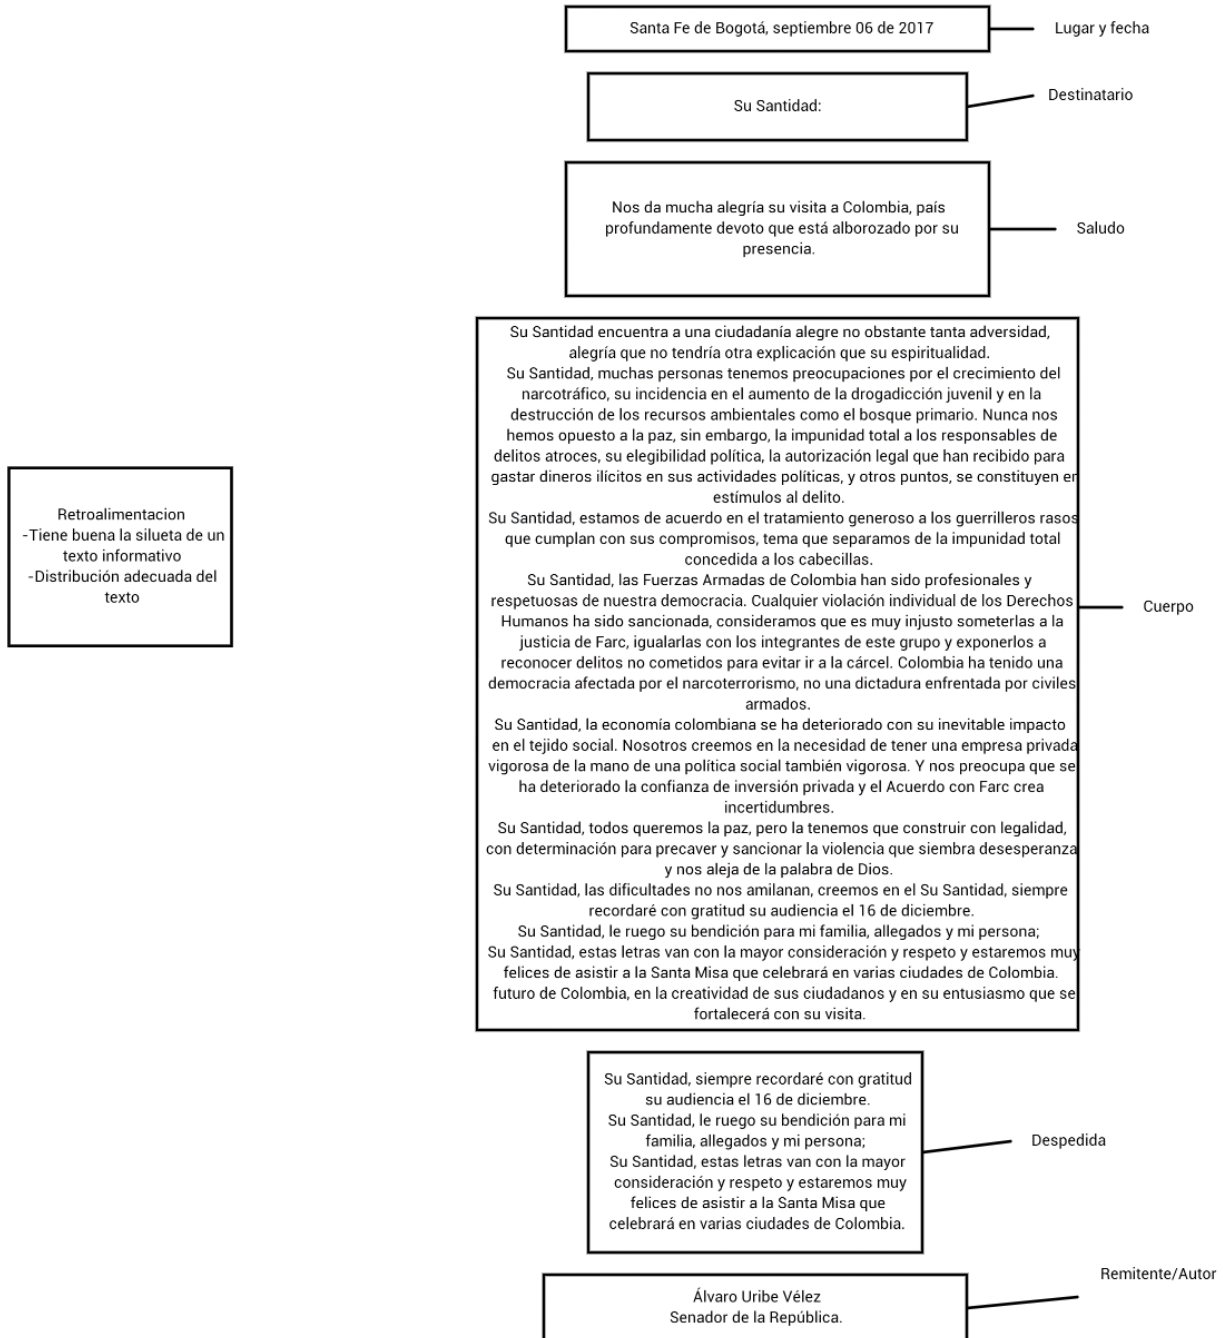 Santa Fe de Bogotá, septiembre 06 de 2017
Lugar y fecha
Su Santidad:
Destinatario
Nos da mucha alegría su visita a Colombia, país
profundamente devoto que está alborozado por su
presencia.
Saludo
Su Santidad encuentra a una ciudadanía alegre no obstante tanta adversidad,
alegría que no tendría otra explicación que su espiritualidad.
Su Santidad, muchas personas tenemos preocupaciones por el crecimiento del
narcotráfico, su incidencia en el aumento de la drogadicción juvenil y en la
destrucción de los recursos ambientales como el bosque primario. Nunca nos
hemos opuesto a la paz, sin embargo, la impunidad total a los responsables de
delitos atroces, su elegibilidad política, la autorización legal que han recibido para
gastar dineros ilícitos en sus actividades políticas, y otros puntos, se constituyen en
estímulos al delito.
Su Santidad, estamos de acuerdo en el tratamiento generoso a los guerrilleros rasos
que cumplan con sus compromisos, tema que separamos de la impunidad total
concedida a los cabecillas.
Su Santidad, las Fuerzas Armadas de Colombia han sido profesionales y
respetuosas de nuestra democracia. Cualquier violación individual de los Derechos
Humanos ha sido sancionada, consideramos que es muy injusto someterlas a la
justicia de Farc, igualarlas con los integrantes de este grupo y exponerlos a
reconocer delitos no cometidos para evitar ir a la cárcel. Colombia ha tenido una
democracia afectada por el narcoterrorismo, no una dictadura enfrentada por civiles
armados.
Su Santidad, la economía colombiana se ha deteriorado con su inevitable impacto
en el tejido social. Nosotros creemos en la necesidad de tener una empresa privada
vigorosa de la mano de una política social también vigorosa. Y nos preocupa que se
ha deteriorado la confianza de inversión privada y el Acuerdo con Farc crea
incertidumbres.
Su Santidad, todos queremos la paz, pero la tenemos que construir con legalidad,
con determinación para precaver y sancionar la violencia que siembra desesperanza
y nos aleja de la palabra de Dios.
Su Santidad, las dificultades no nos amilanan, creemos en el Su Santidad, siempre
recordaré con gratitud su audiencia el 16 de diciembre.
Su Santidad, le ruego su bendición para mi familia, allegados y mi persona;
Su Santidad, estas letras van con la mayor consideración y respeto y estaremos muy
felices de asistir a la Santa Misa que celebrará en varias ciudades de Colombia.
futuro de Colombia, en la creatividad de sus ciudadanos y en su entusiasmo que se
fortalecerá con su visita.
Cuerpo
Retroalimentacion
-Tiene buena la silueta de un
texto informativo
-Distribución adecuada del
texto
Su Santidad, siempre recordaré con gratitud
su audiencia el 16 de diciembre.
Su Santidad, le ruego su bendición para mi
familia, allegados y mi persona;
Su Santidad, estas letras van con la mayor
consideración y respeto y estaremos muy
felices de asistir a la Santa Misa que
celebrará en varias ciudades de Colombia.
Despedida
Álvaro Uribe Vélez
Senador de la República.
Remitente/Autor